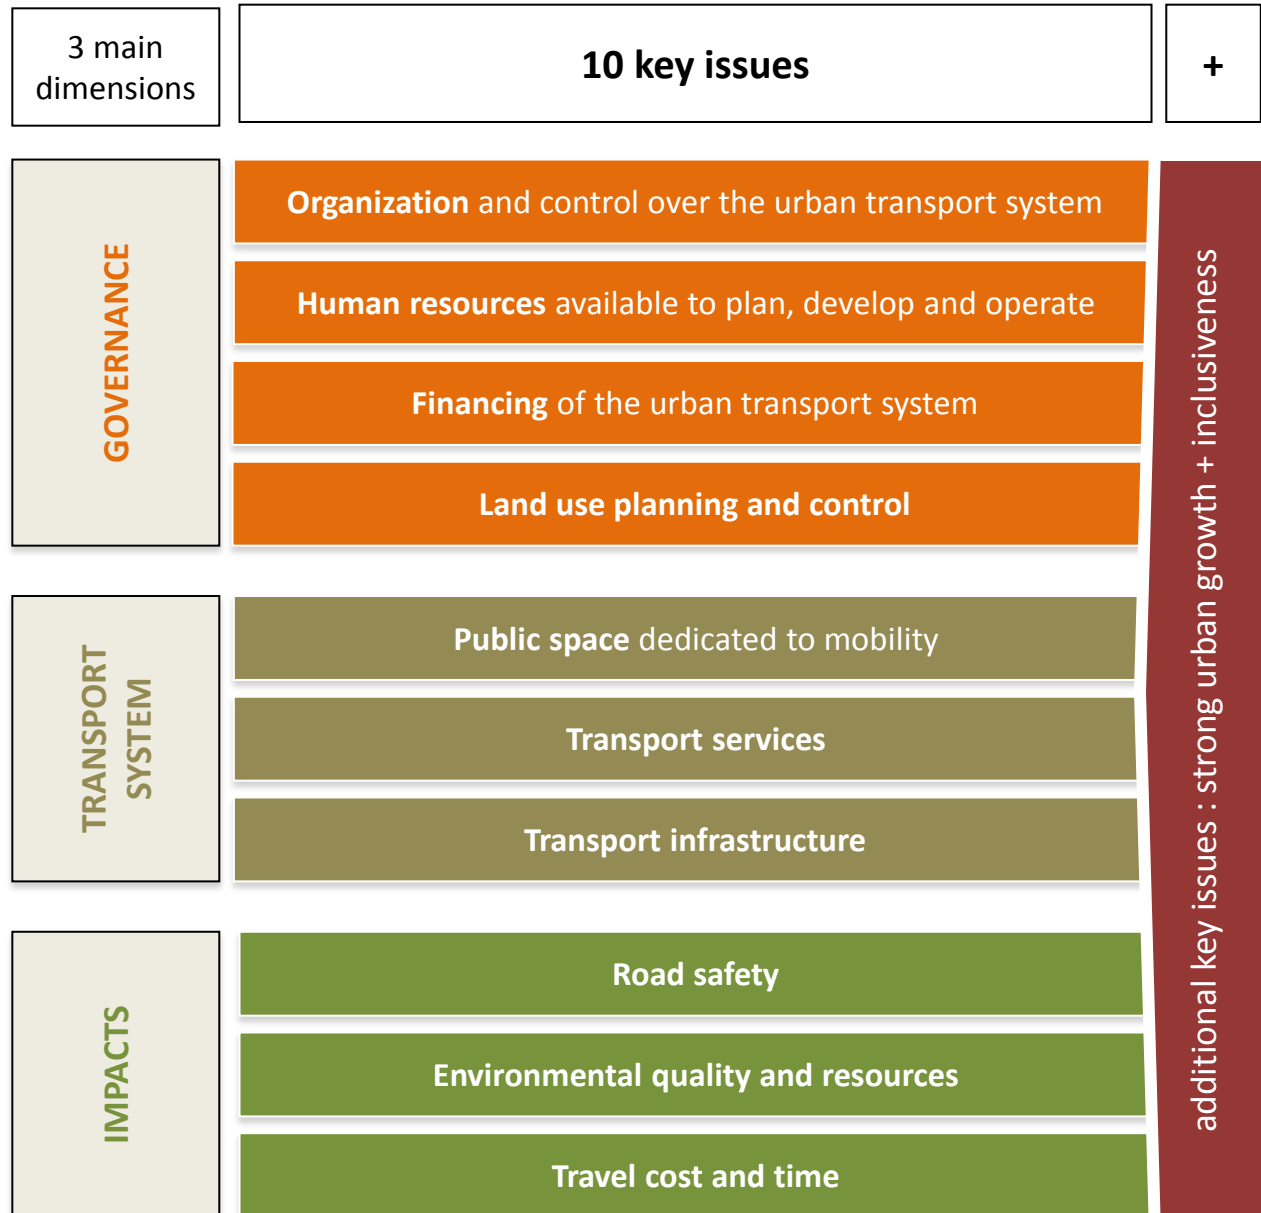 3 main
dimensions
10 key issues
+
GOVERNANCE
Organization and control over the urban transport system
Human resources available to plan, develop and operate
Financing of the urban transport system
Land use planning and control
TRANSPORT
SYSTEM
Public space dedicated to mobility
Transport services
Transport infrastructure
IMPACTS
Road safety
Environmental quality and resources
Travel cost and time
additional key issues : strong urban growth + inclusiveness